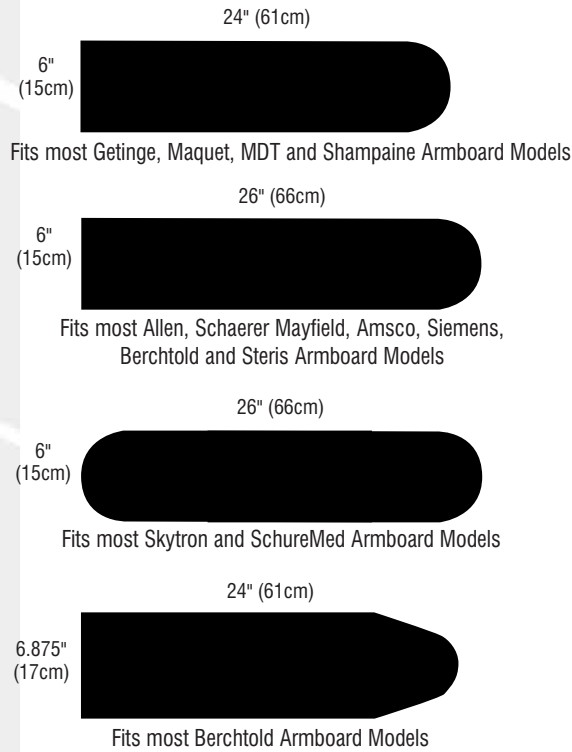 24" (61cm)
6"
(15cm)
Fits most Getinge, Maquet, MDT and Shampaine Armboard Models
26" (66cm)
6"
(15cm)
Fits most Allen, Schaerer Mayfield, Amsco, Siemens,
Berchtold and Steris Armboard Models
26" (66cm)
6"
(15cm)
Fits most Skytron and SchureMed Armboard Models
24" (61cm)
6.875"
(17cm)
Fits most Berchtold Armboard Models